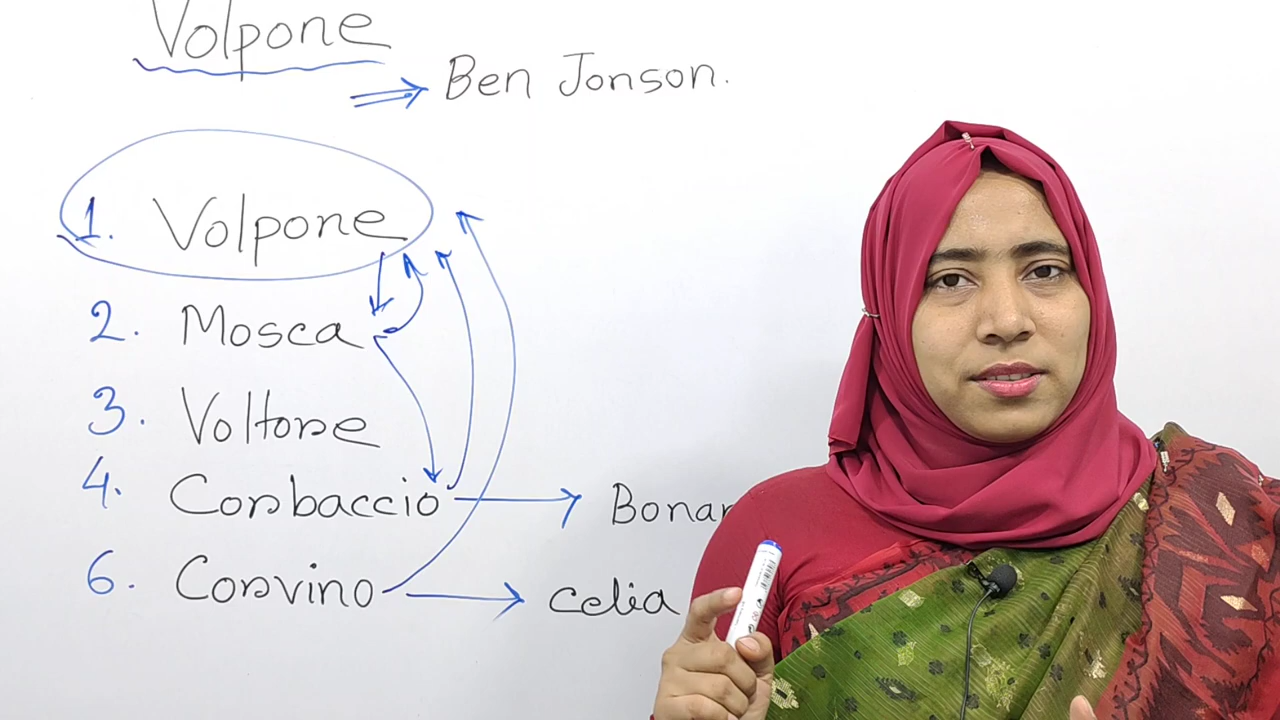 Volpone
Ben Jonson.
1. Volpone
2. Mosca
3. Voltore
4. Corbaccio Bonar
6. Corvino Celia